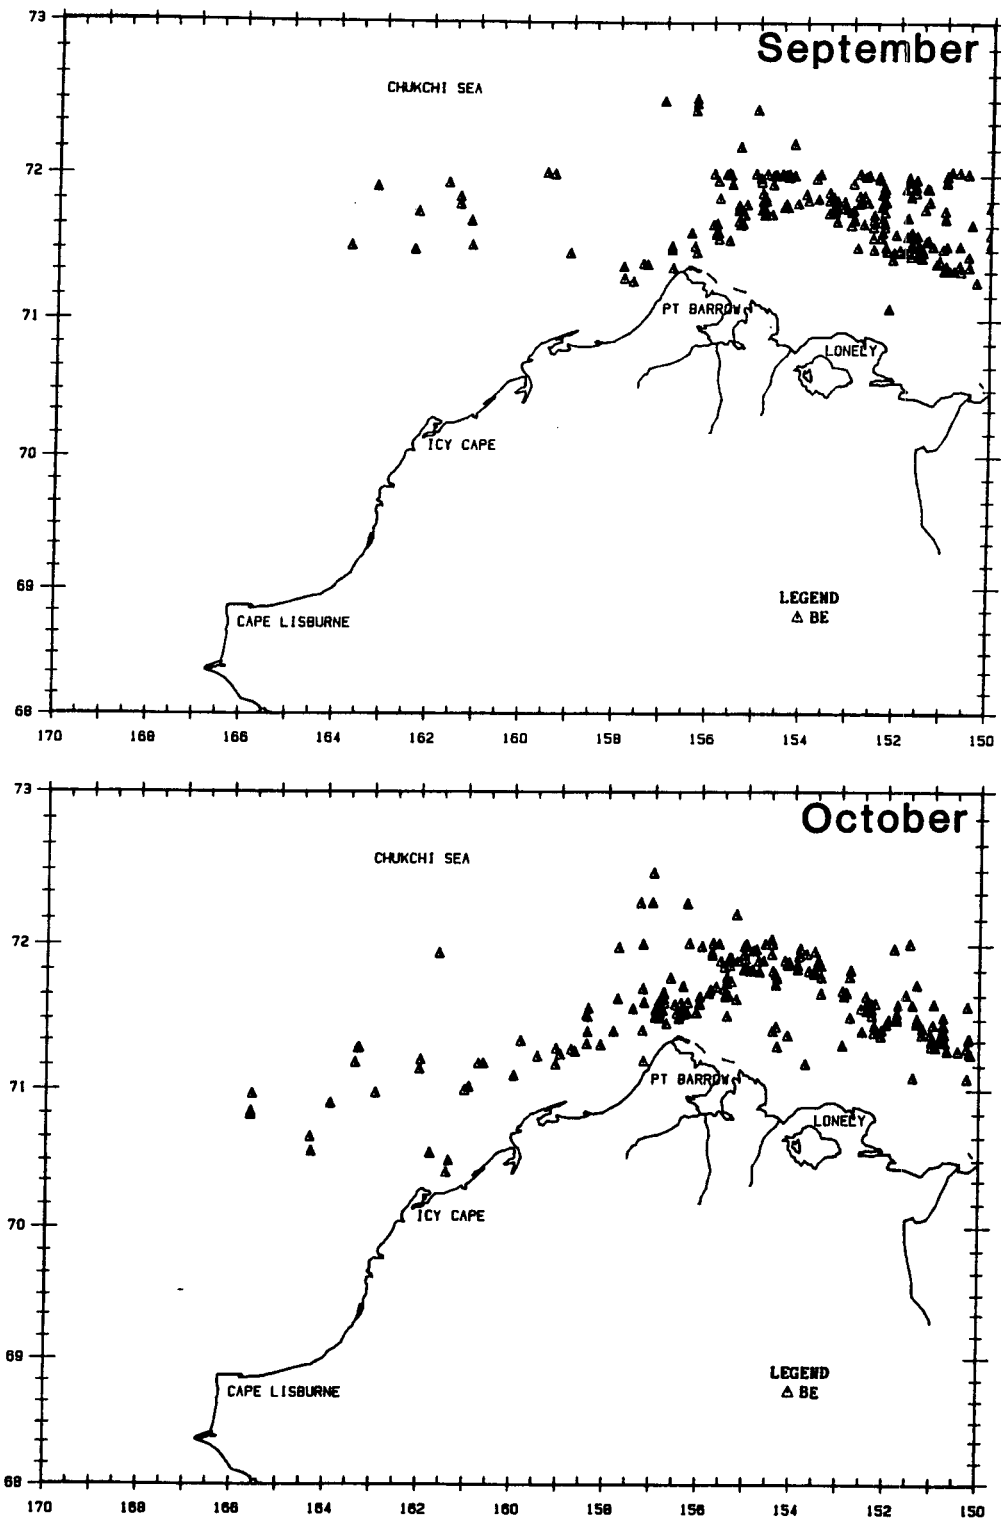 73
September
CHUKCHI SEA
72
71
PT BARROW
LONELY
70
ICY CAPE
69
LEGEND
BE
CAPE LISBURNE
68
170 168 166 164 162 160 158 156 154 152 150
73
October
CHUKCHI SEA
72
71
PT BARROW
LONELY
ICY CAPE
70
69
LEGEND
BE
CAPE LISBURNE
68
170 168 166 164 162 160 158 156 154 152 150